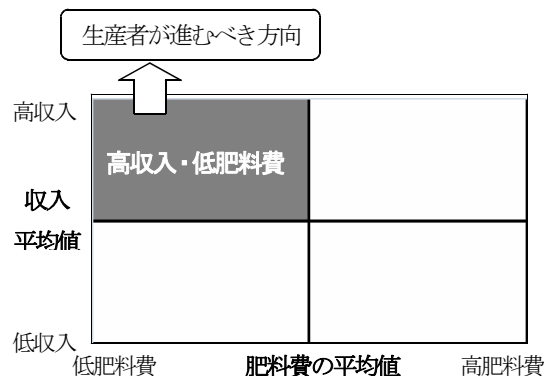 生産者が進むべき方向
高収入
高収入・低肥料費
収入
平均値
低収入
低肥料費
肥料費の平均値
高肥料費